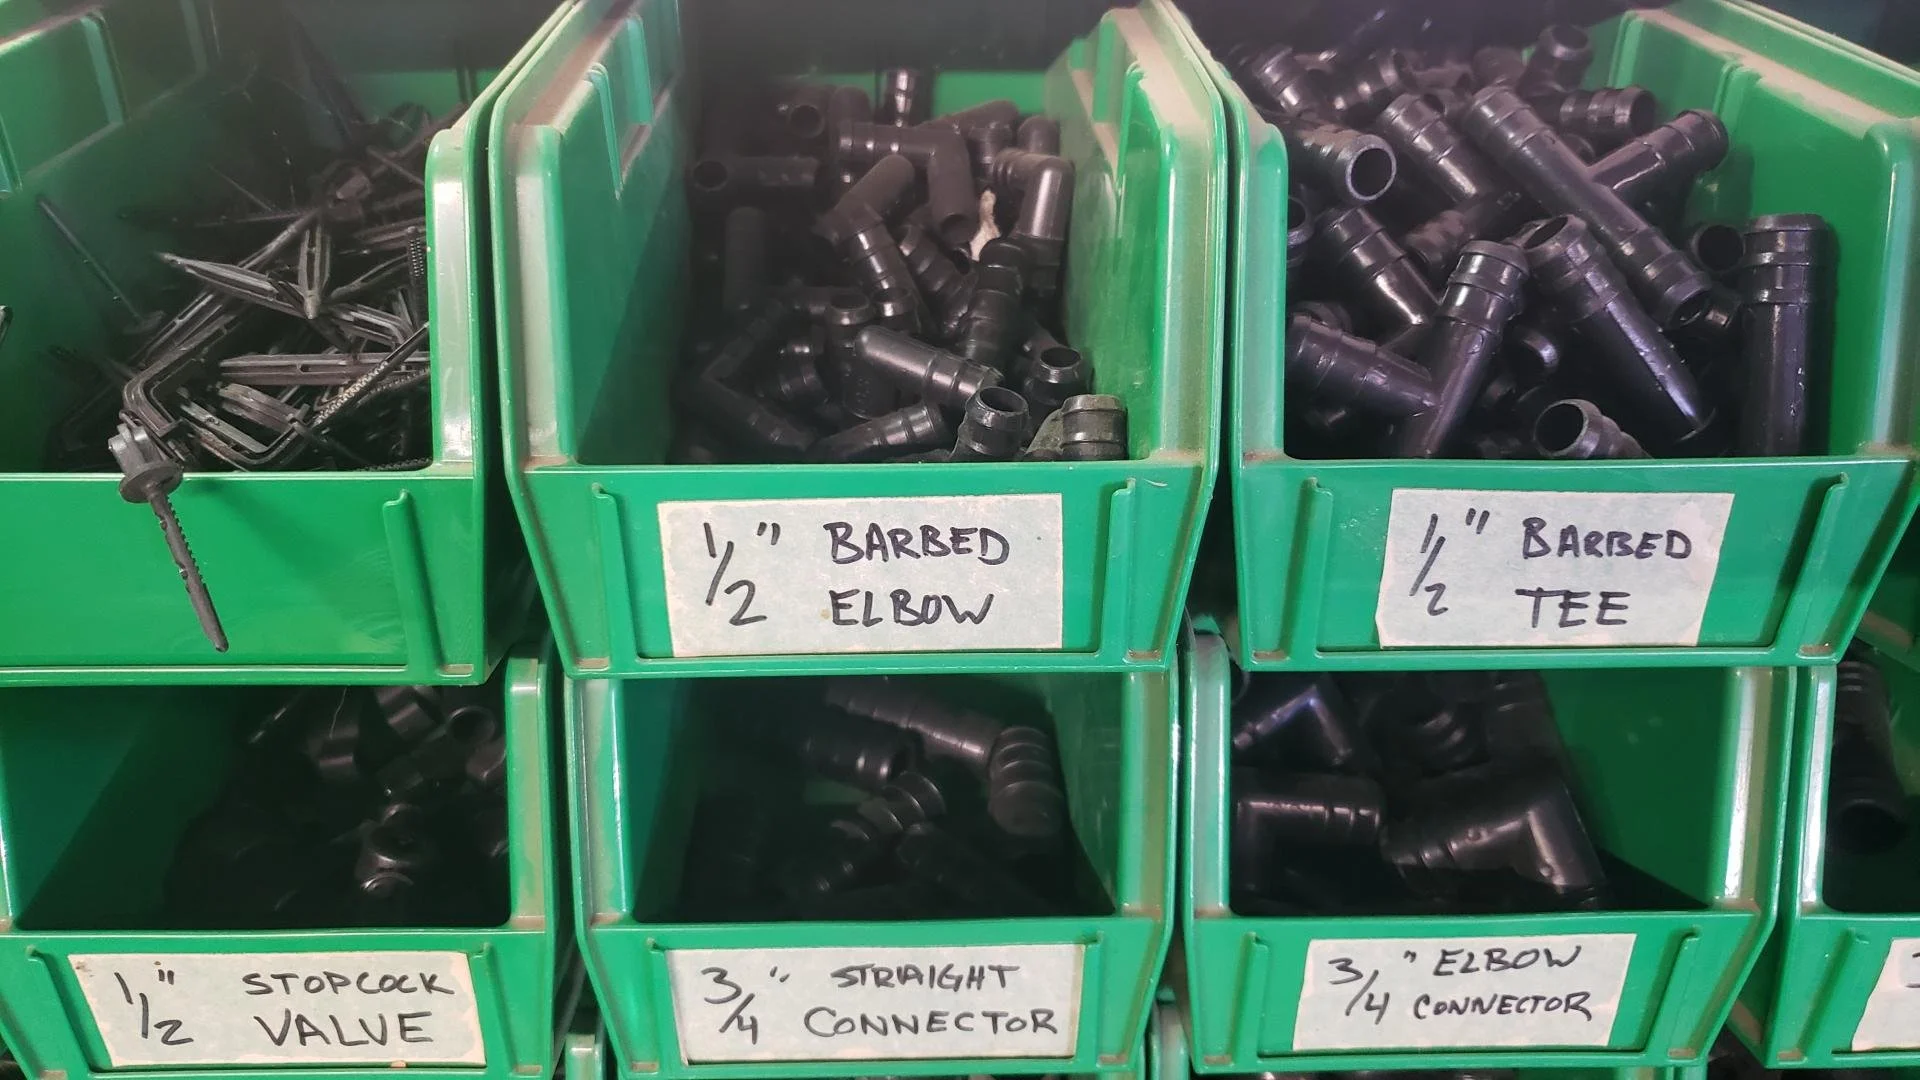 1/2" BARBED
ELBOW
1/2" BARBED
TEE
1/2" STOPCOCK
VALVE
3/4" STRAIGHT
CONNECTOR
3/4" ELBOW
CONNECTOR